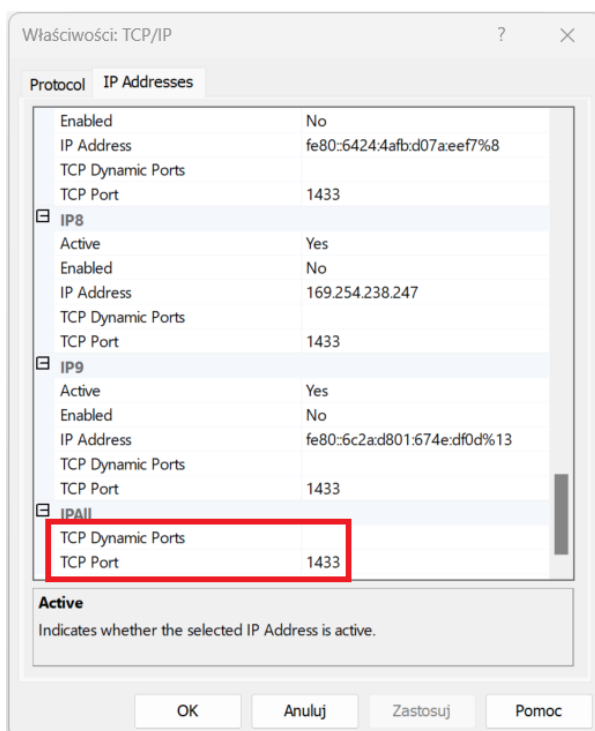 Właściwości: TCP/IP ?
Protocol IP Addresses
Enabled No
IP Address fe80::6424:4afb:d07a:eef7%8
TCP Dynamic Ports
TCP Port 1433
IP8
Active Yes
Enabled No
IP Address 169.254.238.247
TCP Dynamic Ports
TCP Port 1433
IP9
Active Yes
Enabled No
IP Address fe80::6c2a:d801:674e:df0d%13
TCP Dynamic Ports
TCP Port 1433
IPAll
TCP Dynamic Ports
TCP Port 1433
Active
Indicates whether the selected IP Address is active.
OK Anuluj Zastosuj Pomoc